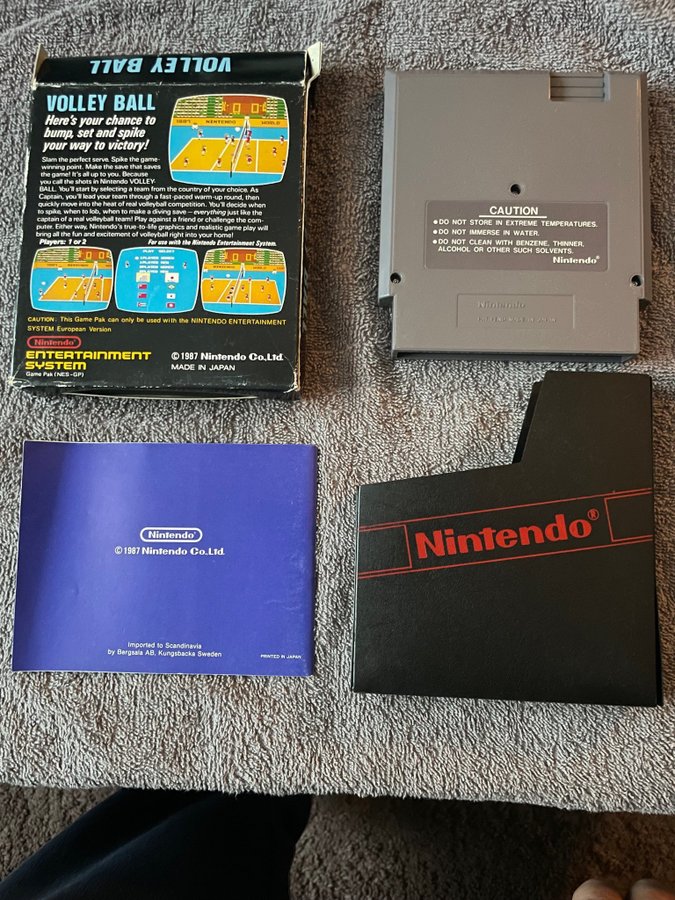 VOLLEY BALL
VOLLEY BALL
Here's your chance to
bump, set and spike
your way to victory!
Slam the perfect serve. Spike the game-
winning point. Make the save that saves
the game! It's all up to you. Because
you call the shots in Nintendo VOLLEY
BALL. You'll start by selecting a team from the country of your choice. As
Captain, you'll lead your team through a fast-paced warm-up round, then
quickly move into the heat of real volleyball competition. You'll decide when
to spike, when to lob, when to make a diving save – everything just like the
captain of a real volleyball team! Play against a friend or challenge the com-
puter. Either way, Nintendo's true-to-life graphics and realistic game play will
bring all the fun and excitement of volleyball right into your home!
Players: 1 or 2
For use with the Nintendo Entertainment System.
1987 NINTENDO WORLD
PLAY SELECT
CAUTION: This Game Pak can only be used with the NINTENDO ENTERTAINMENT
SYSTEM European Version
Nintendo®
ENTERTAINMENT
SYSTEM
Game Pak (NES-GP)
© 1987 Nintendo Co., Ltd.
MADE IN JAPAN
CAUTION
● DO NOT STORE IN EXTREME TEMPERATURES.
● DO NOT IMMERSE IN WATER.
● DO NOT CLEAN WITH BENZENE, THINNER,
ALCOHOL OR OTHER SUCH SOLVENTS.
Nintendo®
Nintendo
Nintendo®
© 1987 Nintendo Co., Ltd.
Imported to Scandinavia
by Bergsala AB, Kungsbacka Sweden
PRINTED IN JAPAN
Nintendo®